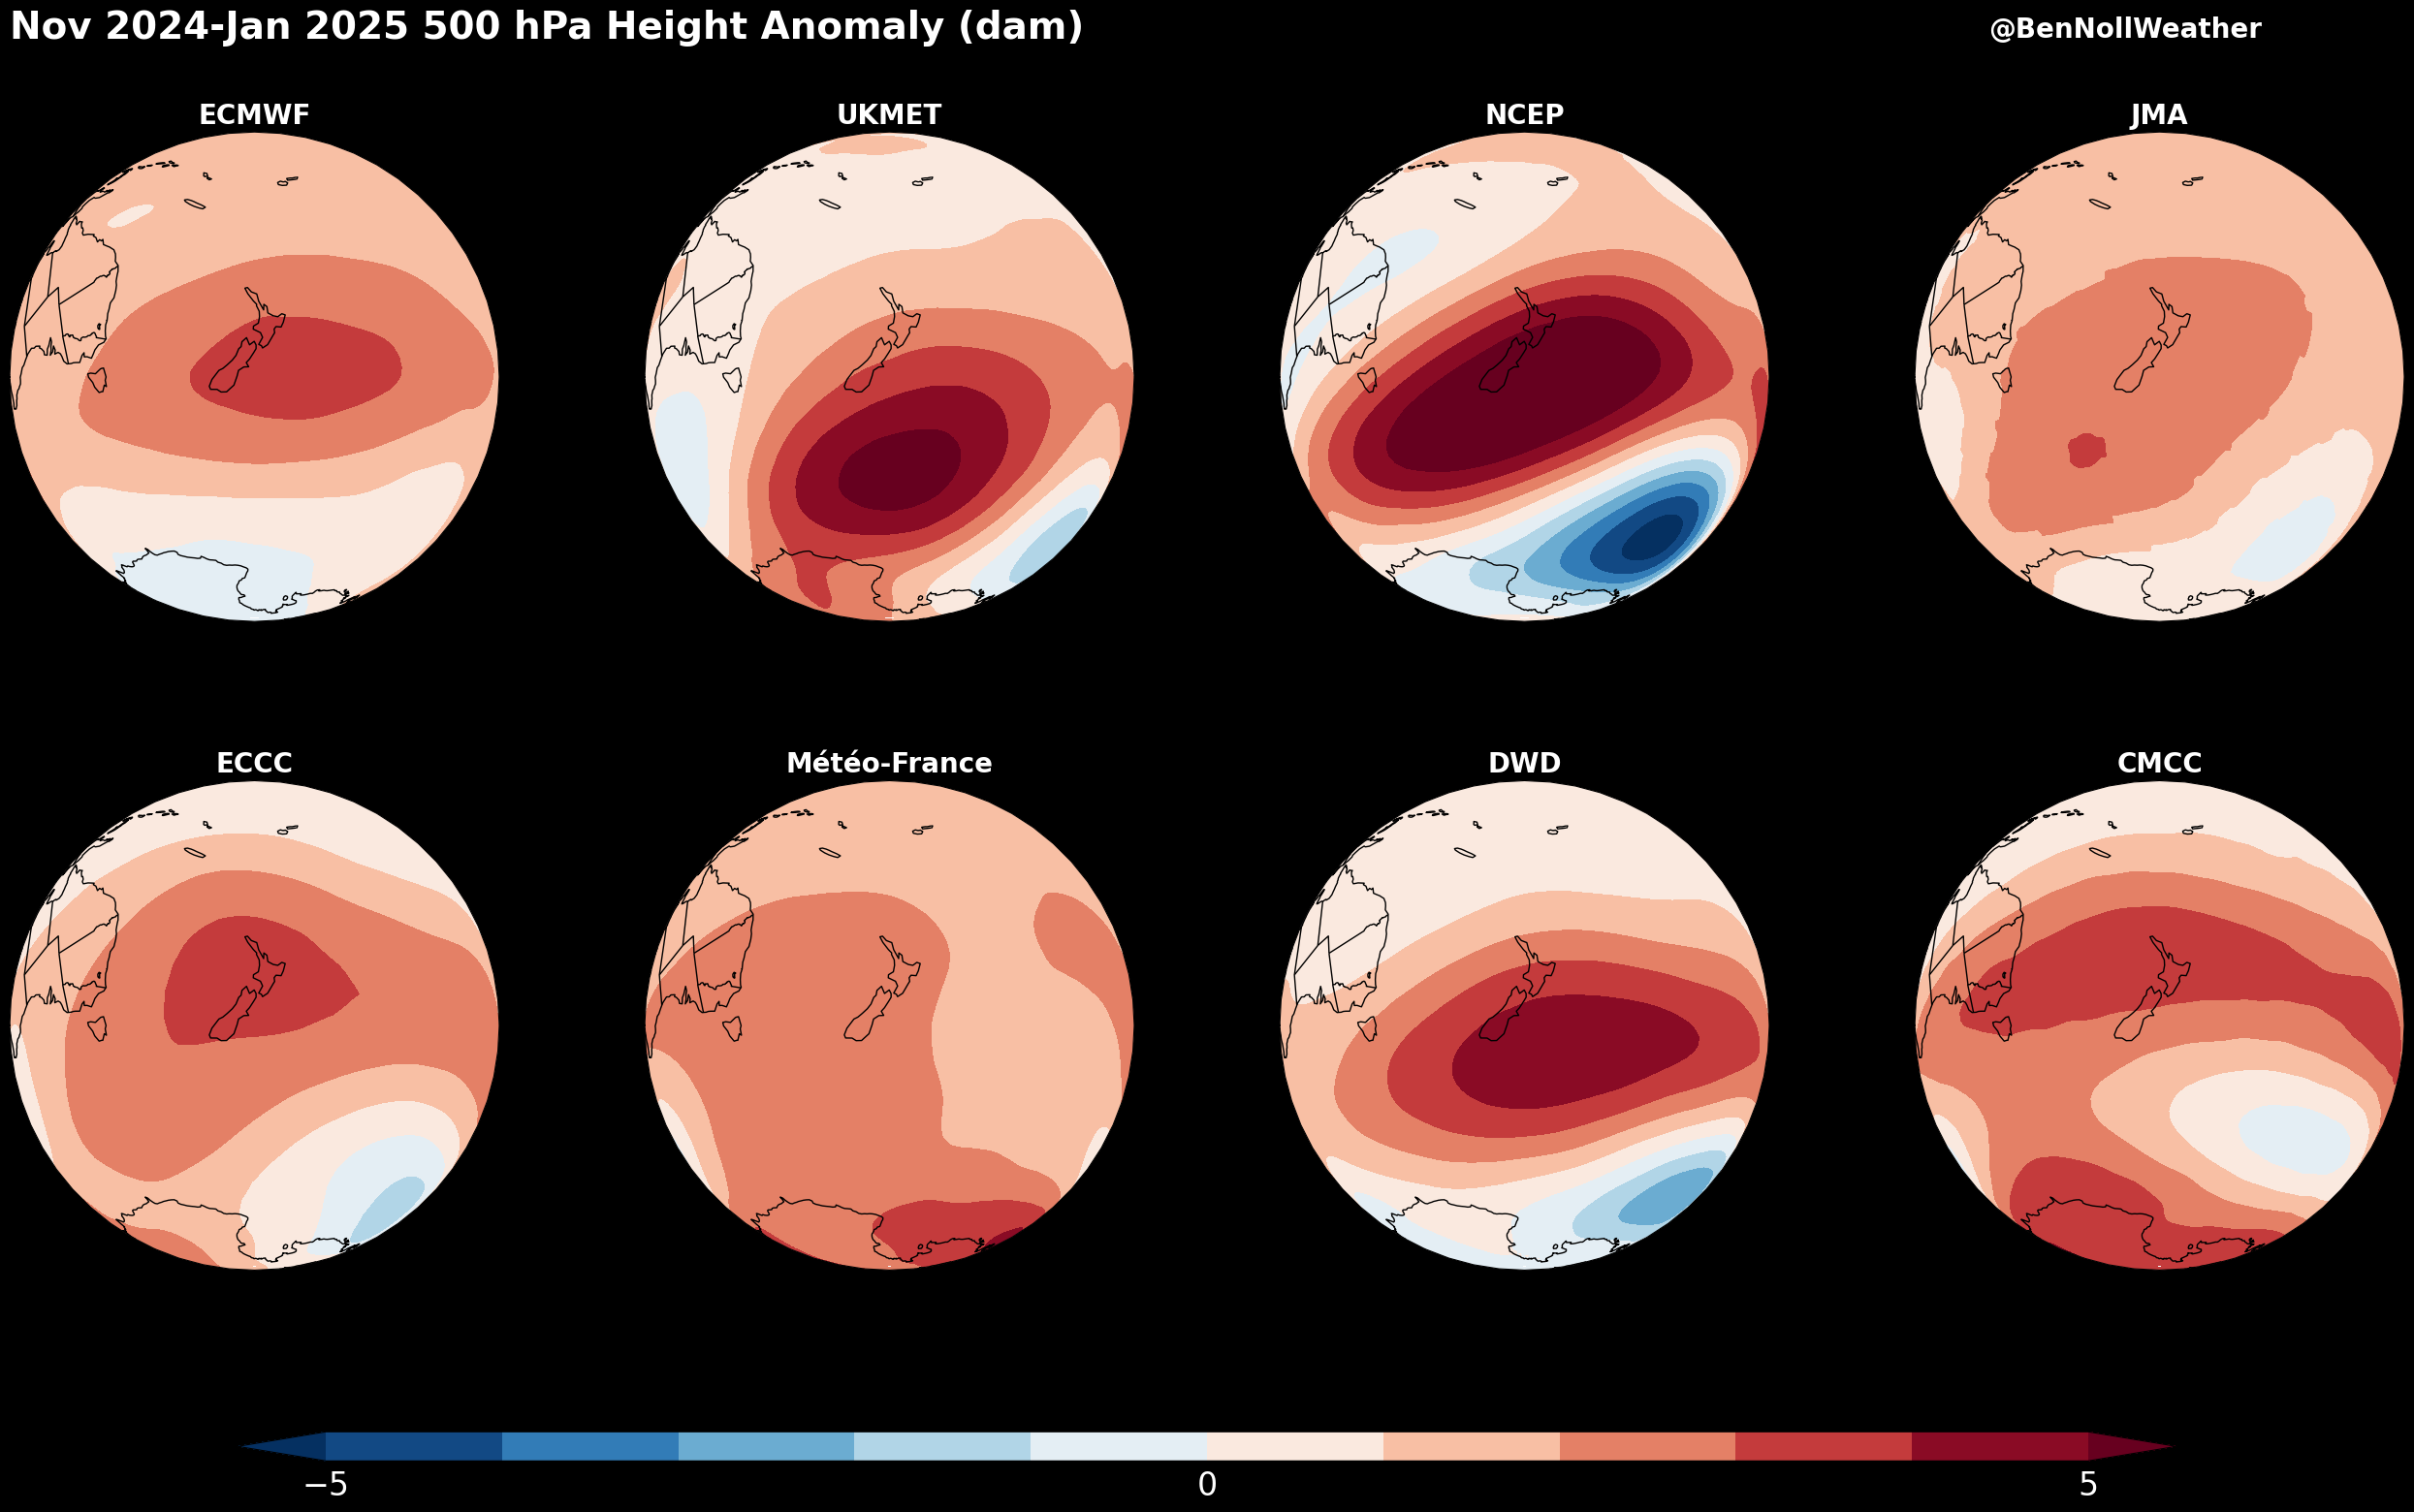 Nov 2024-Jan 2025 500 hPa Height Anomaly (dam)
@BenNollWeather
ECMWF
UKMET
NCEP
JMA
ECCC
Météo-France
DWD
CMCC
−5
0
5